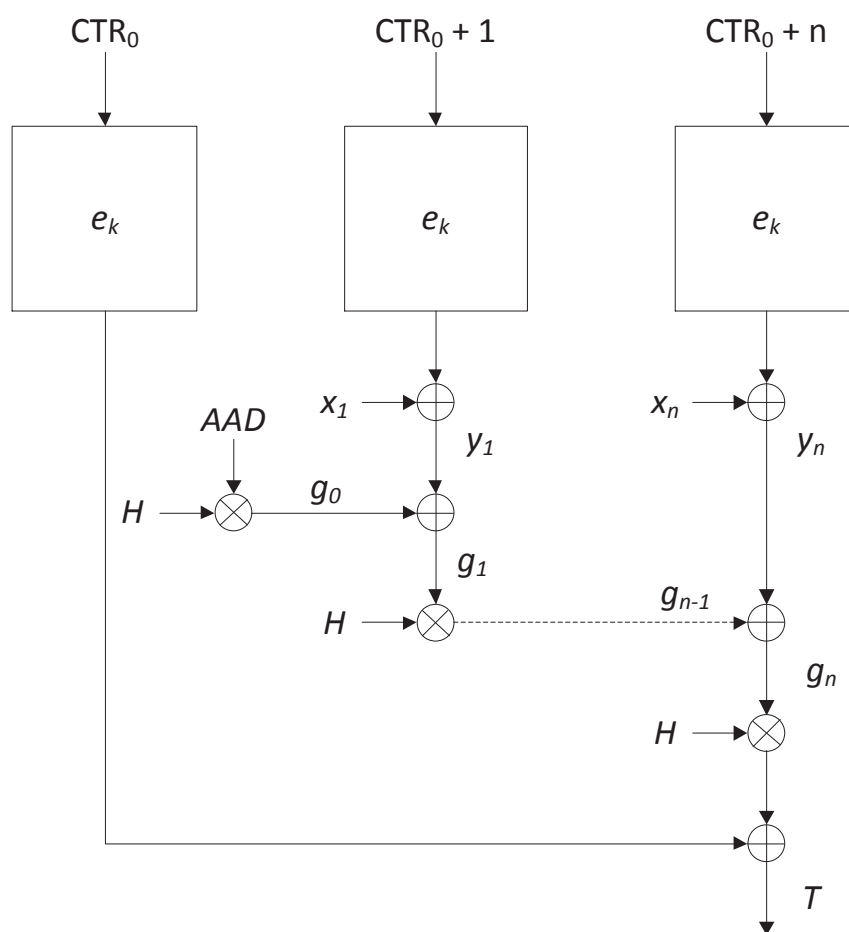 CTR₀ CTR₀ + 1 CTR₀ + n
eₖ eₖ eₖ
x₁ xₙ
AAD y₁ yₙ
H g₀
g₁
H gₙ₋₁
gₙ
H
T